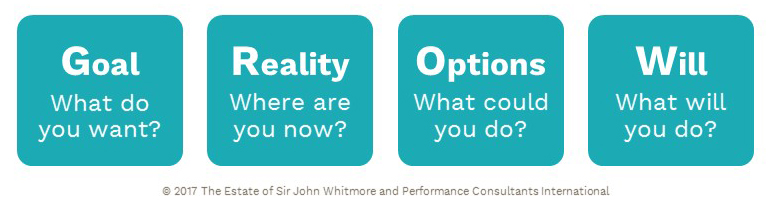 Goal
What do
you want?
Reality
Where are
you now?
Options
What could
you do?
Will
What will
you do?
© 2017 The Estate of Sir John Whitmore and Performance Consultants International